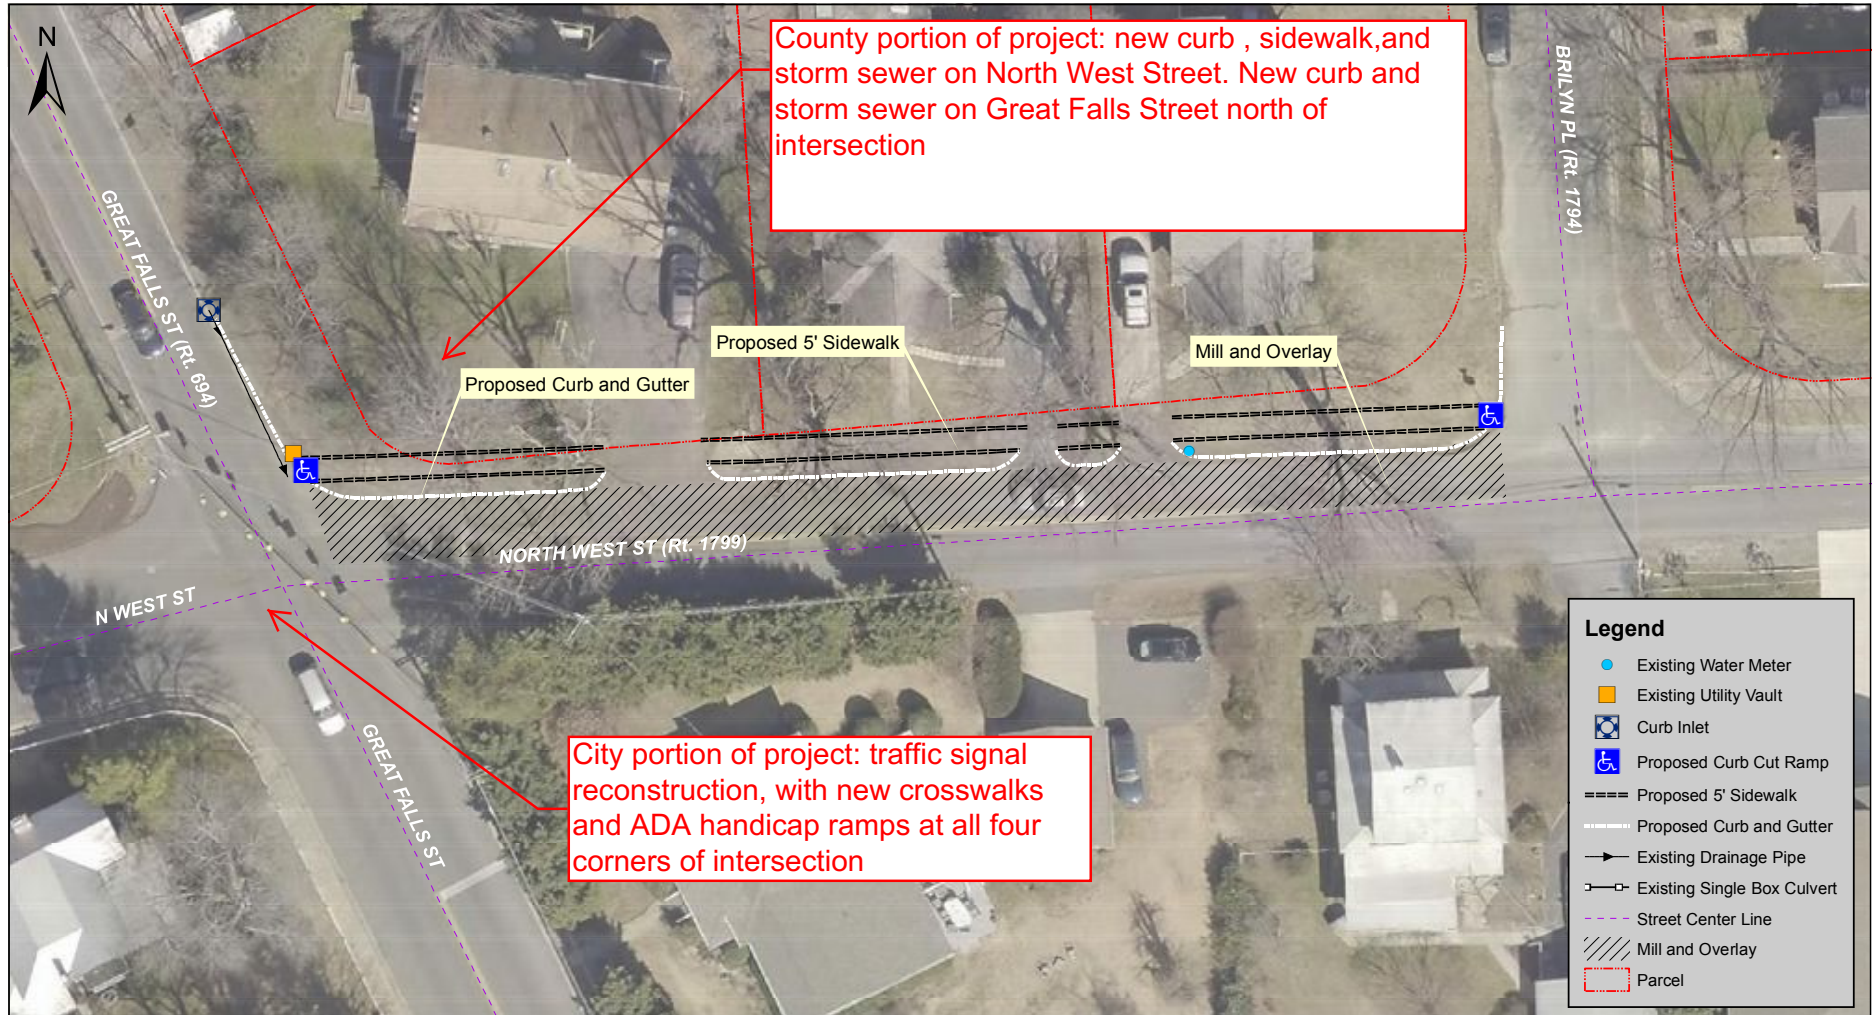 N
County portion of project: new curb , sidewalk,and
storm sewer on North West Street. New curb and
storm sewer on Great Falls Street north of
intersection
BRILYN PL (Rt. 1794)
GREAT FALLS ST (Rt. 694)
Proposed 5' Sidewalk
Mill and Overlay
Proposed Curb and Gutter
NORTH WEST ST (Rt. 1799)
N WEST ST
GREAT FALLS ST
City portion of project: traffic signal
reconstruction, with new crosswalks
and ADA handicap ramps at all four
corners of intersection
Legend
Existing Water Meter
Existing Utility Vault
Curb Inlet
Proposed Curb Cut Ramp
Proposed 5' Sidewalk
Proposed Curb and Gutter
Existing Drainage Pipe
Existing Single Box Culvert
Street Center Line
Mill and Overlay
Parcel